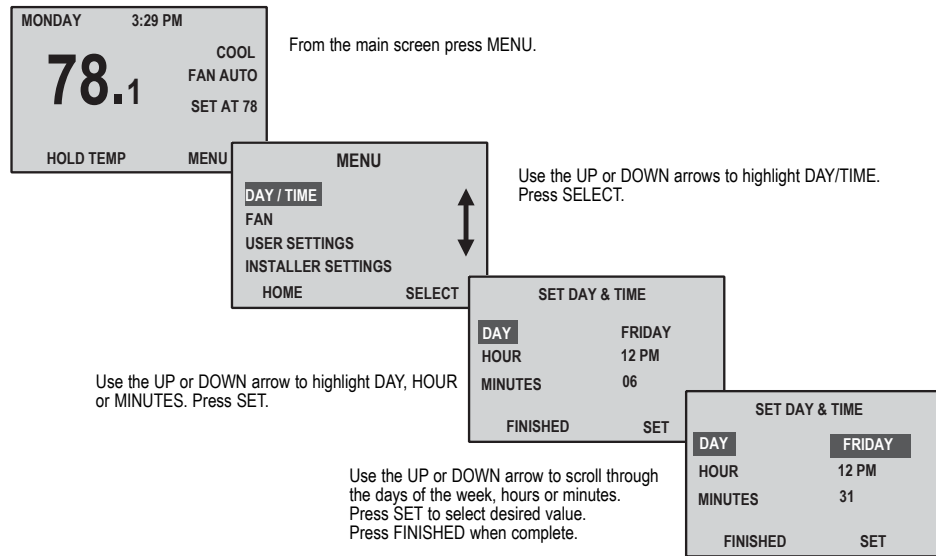 MONDAY 3:29 PM
78.1
COOL
FAN AUTO
SET AT 78
HOLD TEMP MENU
From the main screen press MENU.
MENU
DAY / TIME
FAN
USER SETTINGS
INSTALLER SETTINGS
HOME SELECT
Use the UP or DOWN arrows to highlight DAY/TIME.
Press SELECT.
SET DAY & TIME
DAY FRIDAY
HOUR 12 PM
MINUTES 06
FINISHED SET
Use the UP or DOWN arrow to highlight DAY, HOUR
or MINUTES. Press SET.
SET DAY & TIME
DAY FRIDAY
HOUR 12 PM
MINUTES 31
FINISHED SET
Use the UP or DOWN arrow to scroll through
the days of the week, hours or minutes.
Press SET to select desired value.
Press FINISHED when complete.